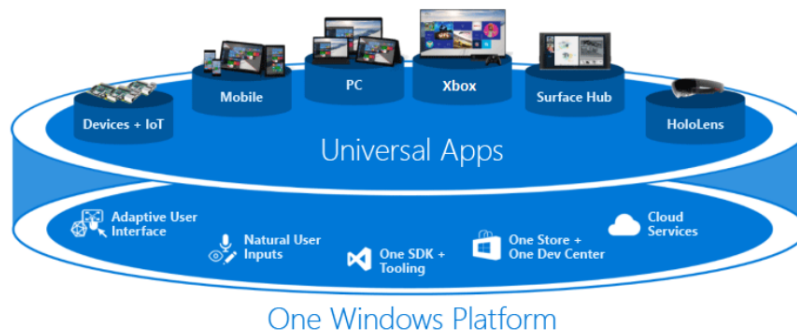 Devices + IoT
Mobile
PC
Xbox
Surface Hub
HoloLens
Universal Apps
Adaptive User
Interface
Natural User
Inputs
One SDK +
Tooling
One Store +
One Dev Center
Cloud
Services
One Windows Platform